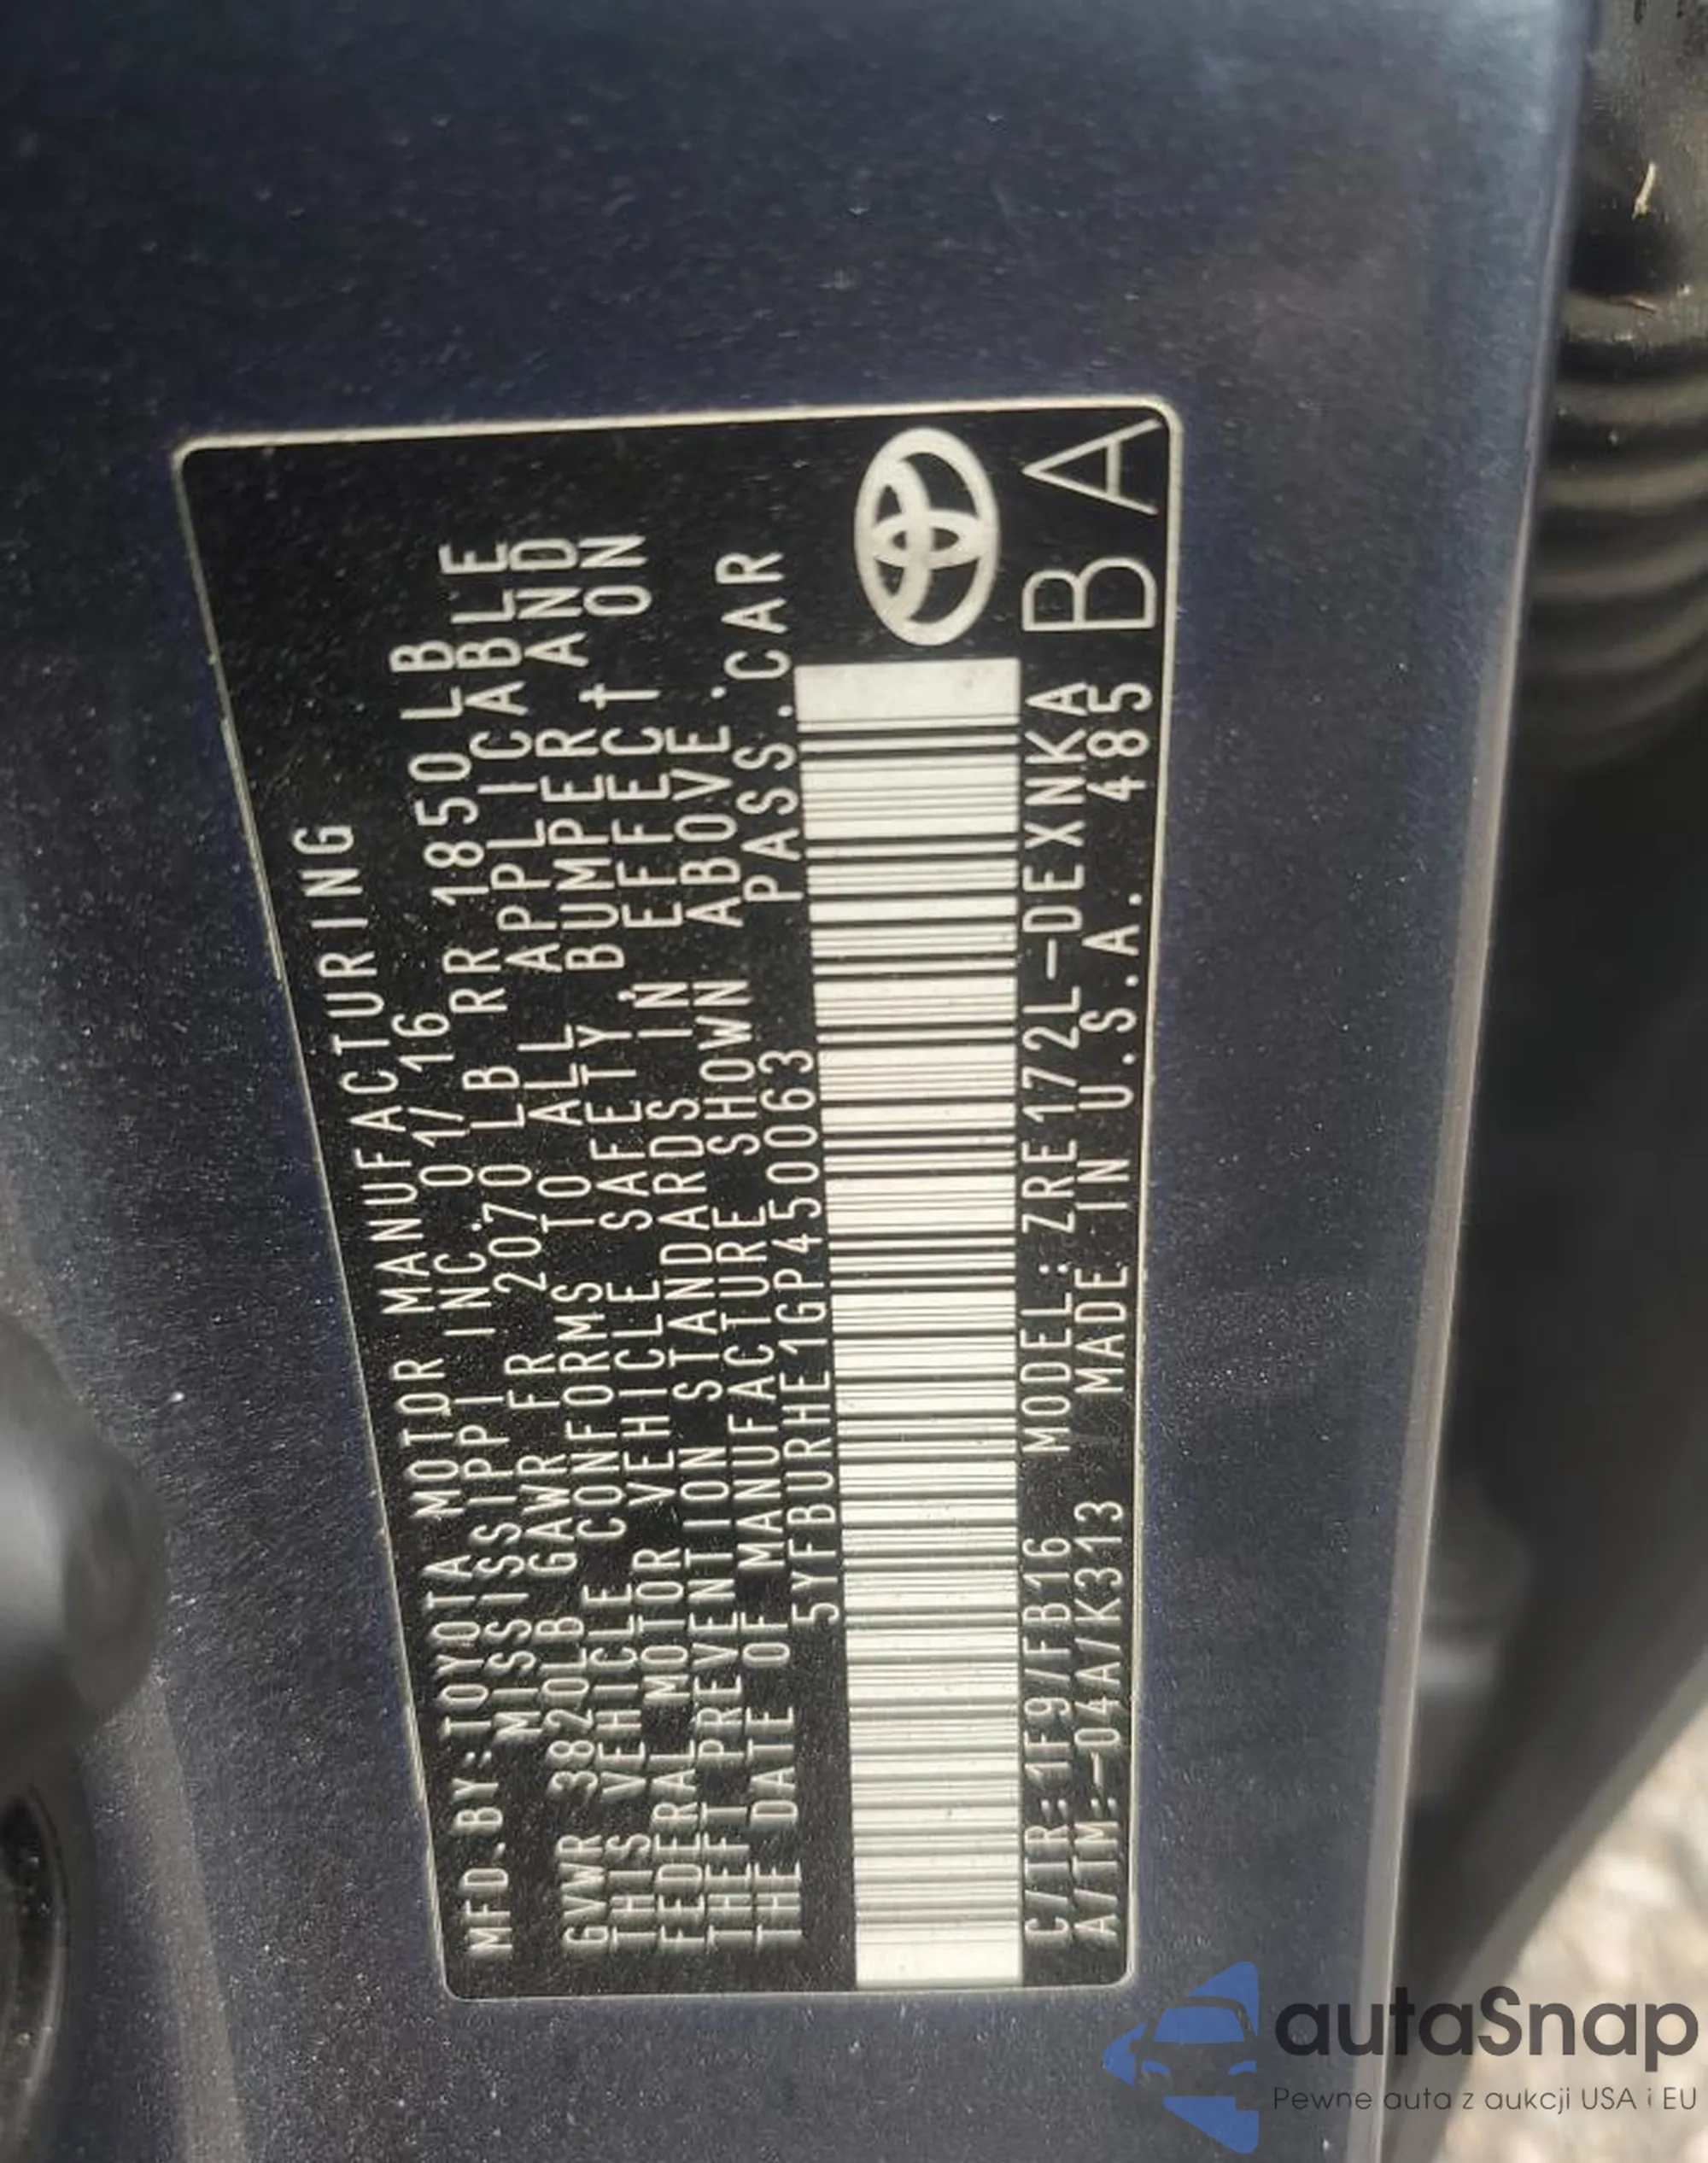 MFD.BY:TOYOTA MOTOR MANUFACTURING
MISSISSIPPI INC. 01/16
GVWR 3820LB GAWR FR 2070LB RR 1850LB
THIS VEHICLE CONFORMS TO ALL APPLICABLE
FEDERAL MOTOR VEHICLE SAFETY, BUMPER, AND
THEFT PREVENTION STANDARDS IN EFFECT ON
THE DATE OF MANUFACTURE SHOWN ABOVE.
5YFBURHE1GP450063 PASS.CAR
C/TR:1F9/FB16 MODEL:ZRE172L-DEXNKA
A/TM:-04A/K313 MADE IN U.S.A. 485
BA
autaSnap
Pewne auta z aukcji USA i EU